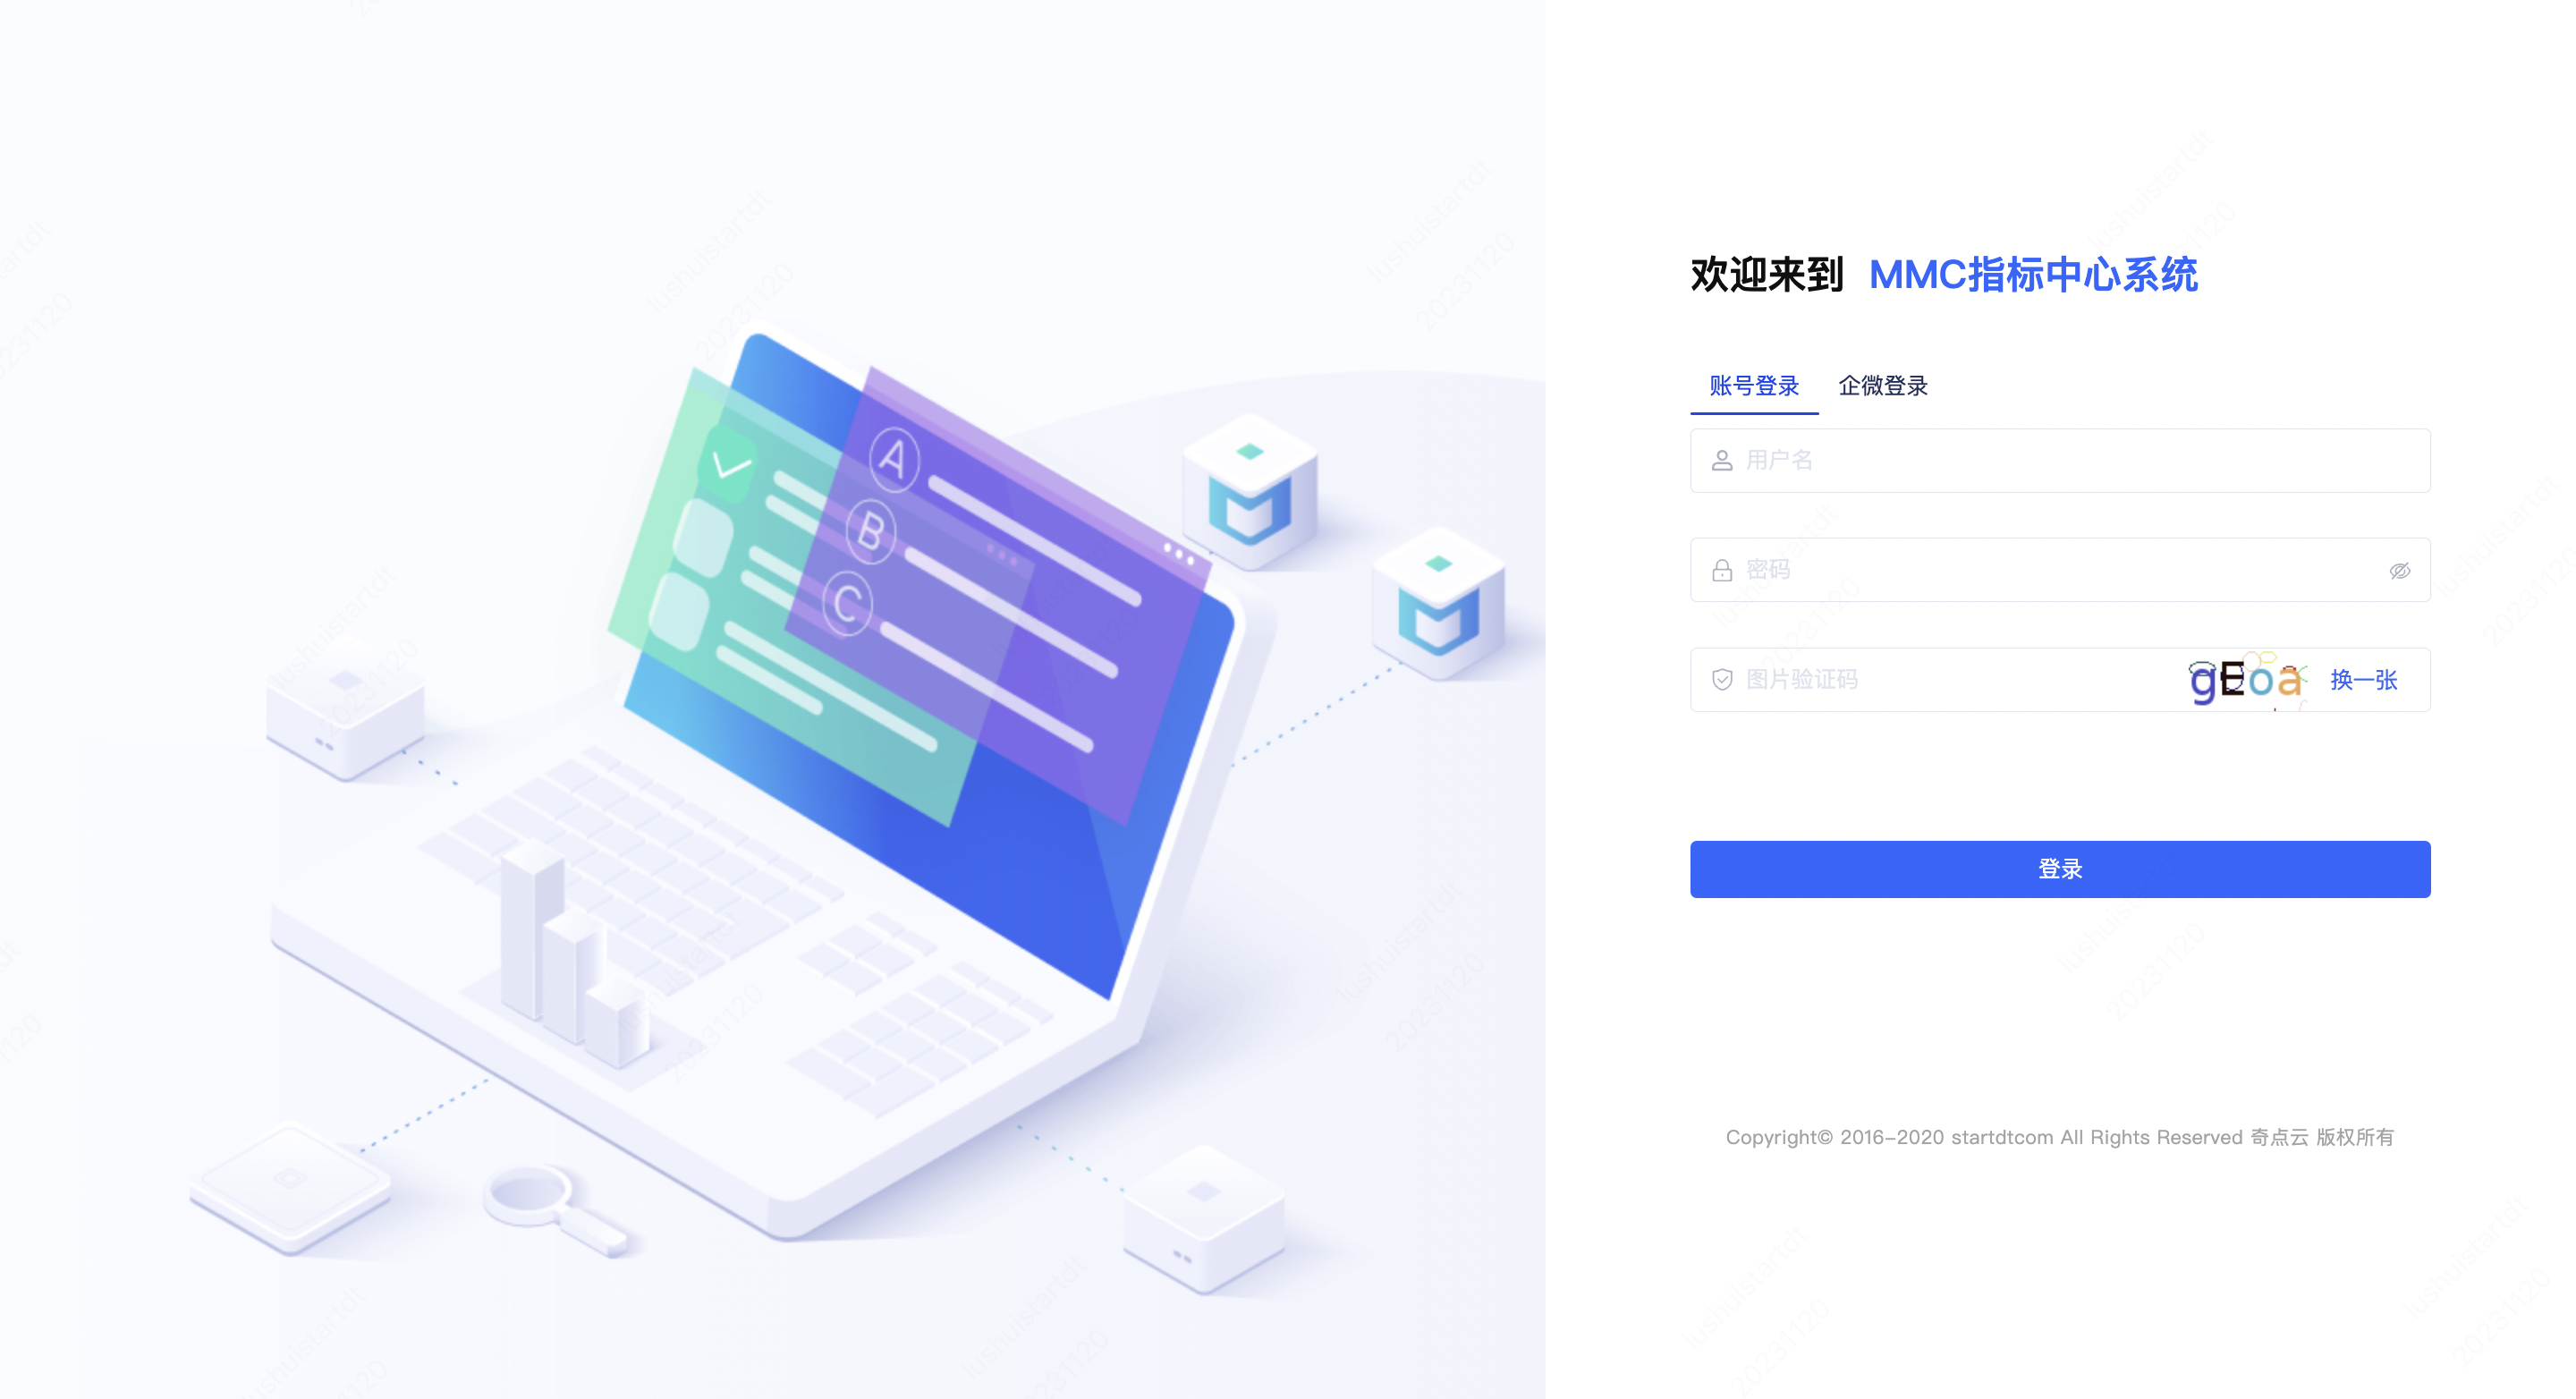 欢迎来到 MMC指标中心系统
账号登录 企微登录
用户名
密码
图片验证码 gEoa 换一张
登录
Copyright© 2016-2020 startdtcom All Rights Reserved 奇点云 版权所有
A
B
C
lushuistartdt
20231120